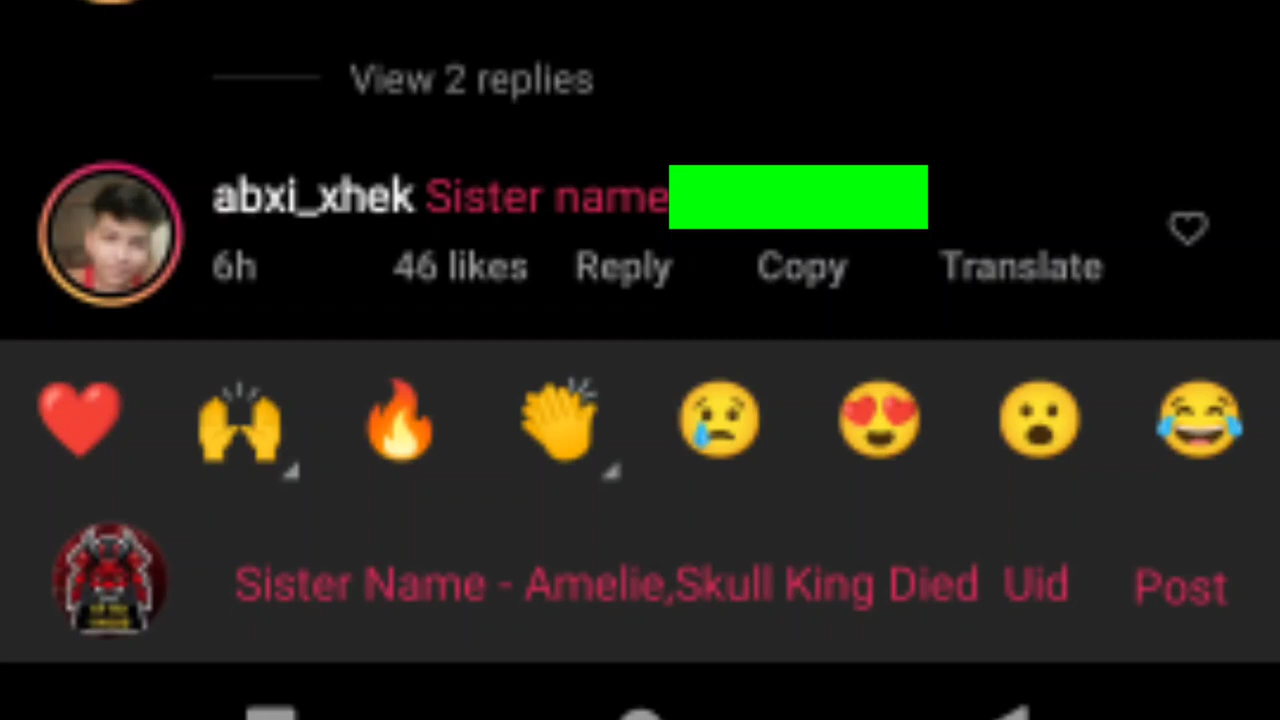 View 2 replies
abxi_xhek Sister name
6h 46 likes Reply Copy Translate
Sister Name - Amelie,Skull King Died Uid Post